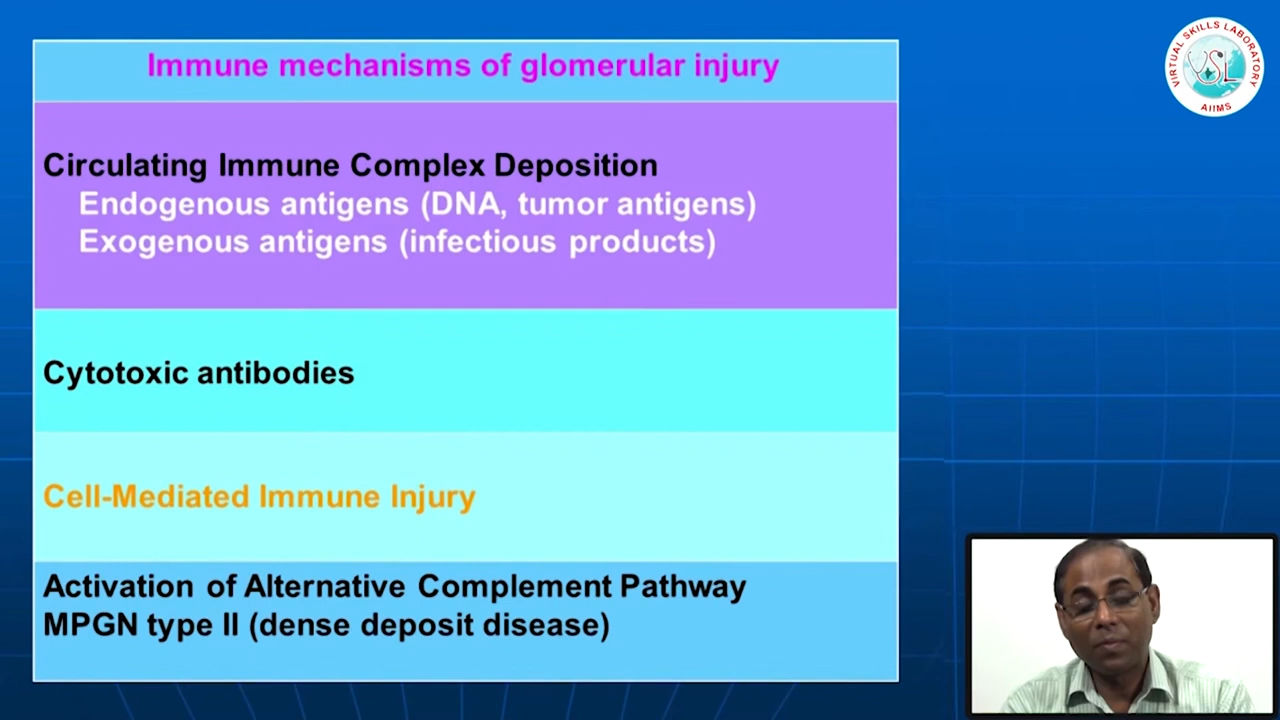 Immune mechanisms of glomerular injury
Circulating Immune Complex Deposition
Endogenous antigens (DNA, tumor antigens)
Exogenous antigens (infectious products)
Cytotoxic antibodies
Cell-Mediated Immune Injury
Activation of Alternative Complement Pathway
MPGN type II (dense deposit disease)
VIRTUAL SKILLS LABORATORY
VSL
AIIMS